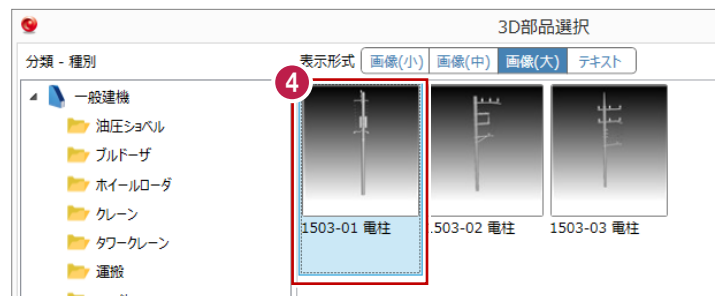 3D部品選択
分類 - 種別
表示形式 画像(小) 画像(中) 画像(大) テキスト
4
一般建機
油圧ショベル
ブルドーザ
ホイールローダ
クレーン
タワークレーン
運搬
1503-01 電柱
.503-02 電柱
1503-03 電柱